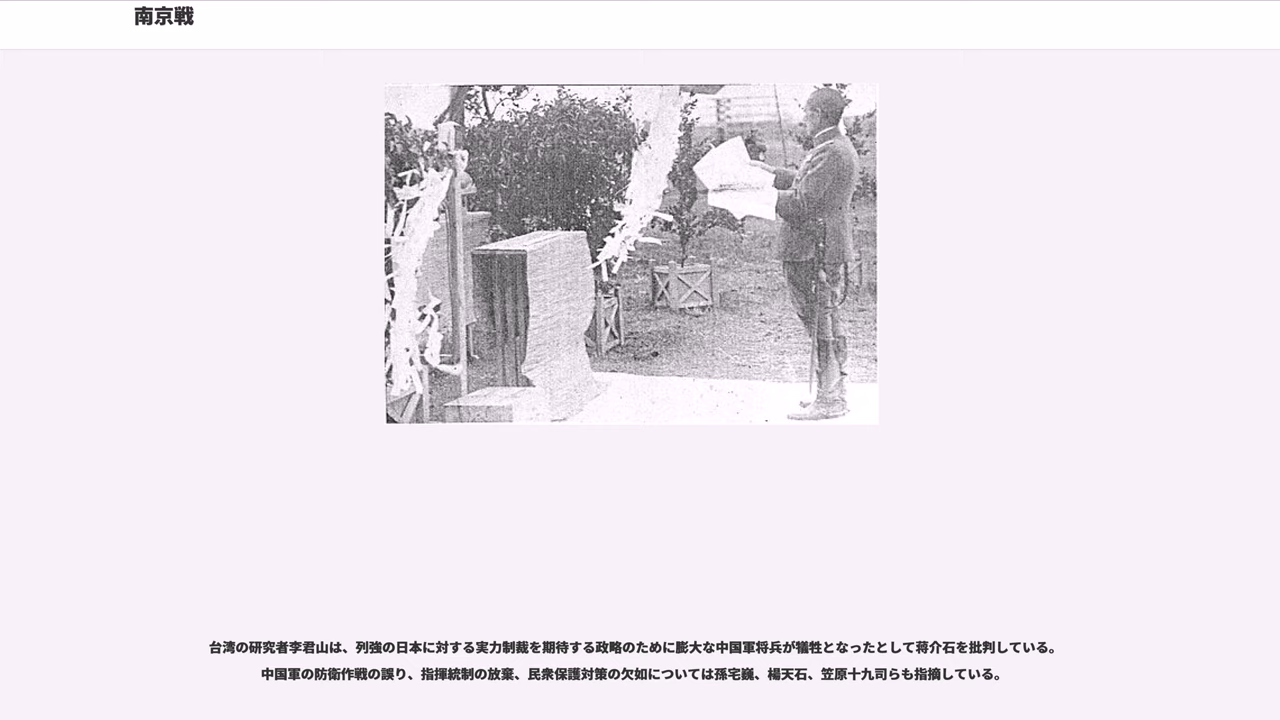 南京戦
台湾の研究者李君山は、列強の日本に対する実力制裁を期待する政略のために膨大な中国軍将兵が犠牲となったとして蒋介石を批判している。
中国軍の防衛作戦の誤り、指揮統制の放棄、民衆保護対策の欠如については孫宅巍、楊天石、笠原十九司らも指摘している。